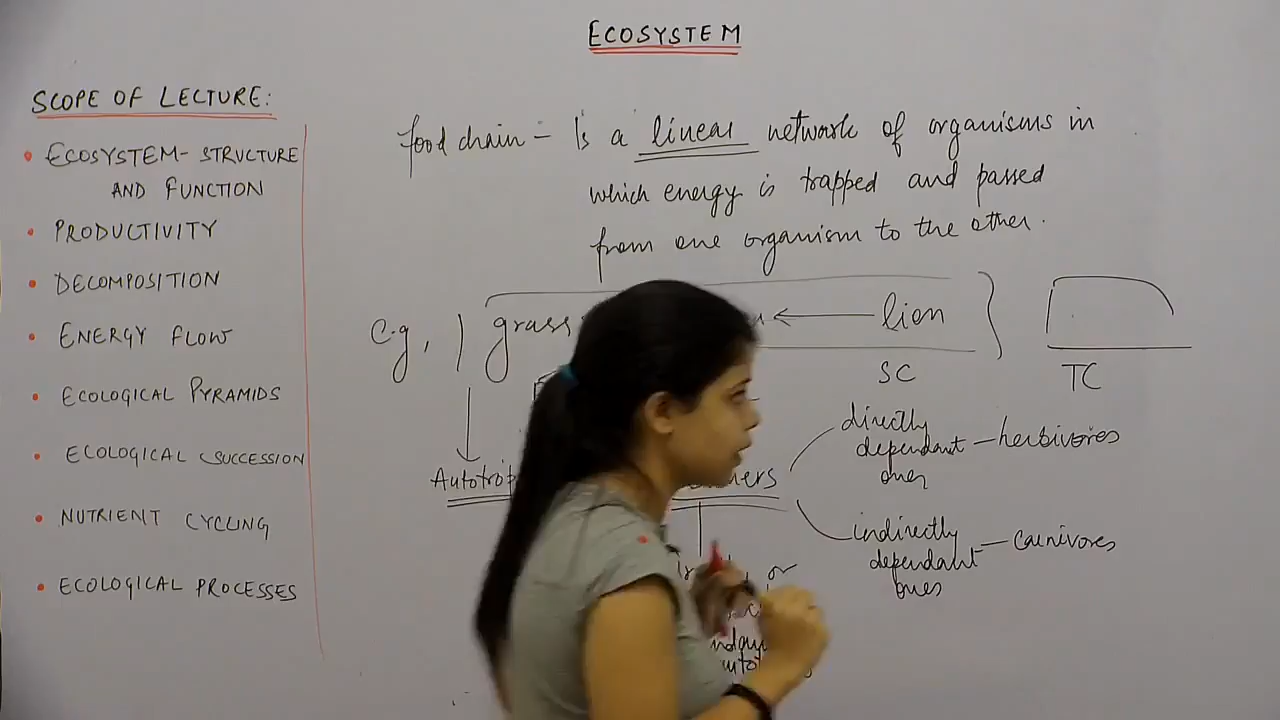 ECOSYSTEM
SCOPE OF LECTURE:
• ECOSYSTEM- STRUCTURE
AND FUNCTION
• PRODUCTIVITY
• DECOMPOSITION
• ENERGY FLOW
• ECOLOGICAL PYRAMIDS
• ECOLOGICAL SUCCESSION
• NUTRIENT CYCLING
• ECOLOGICAL PROCESSES
food chain - Is a linear network of organisms in
which energy is trapped and passed
from one organism to the other.
e.g, grass lion
SC TC
directly
dependant - herbivores
ones
indirectly
dependant - carnivores
ones
or